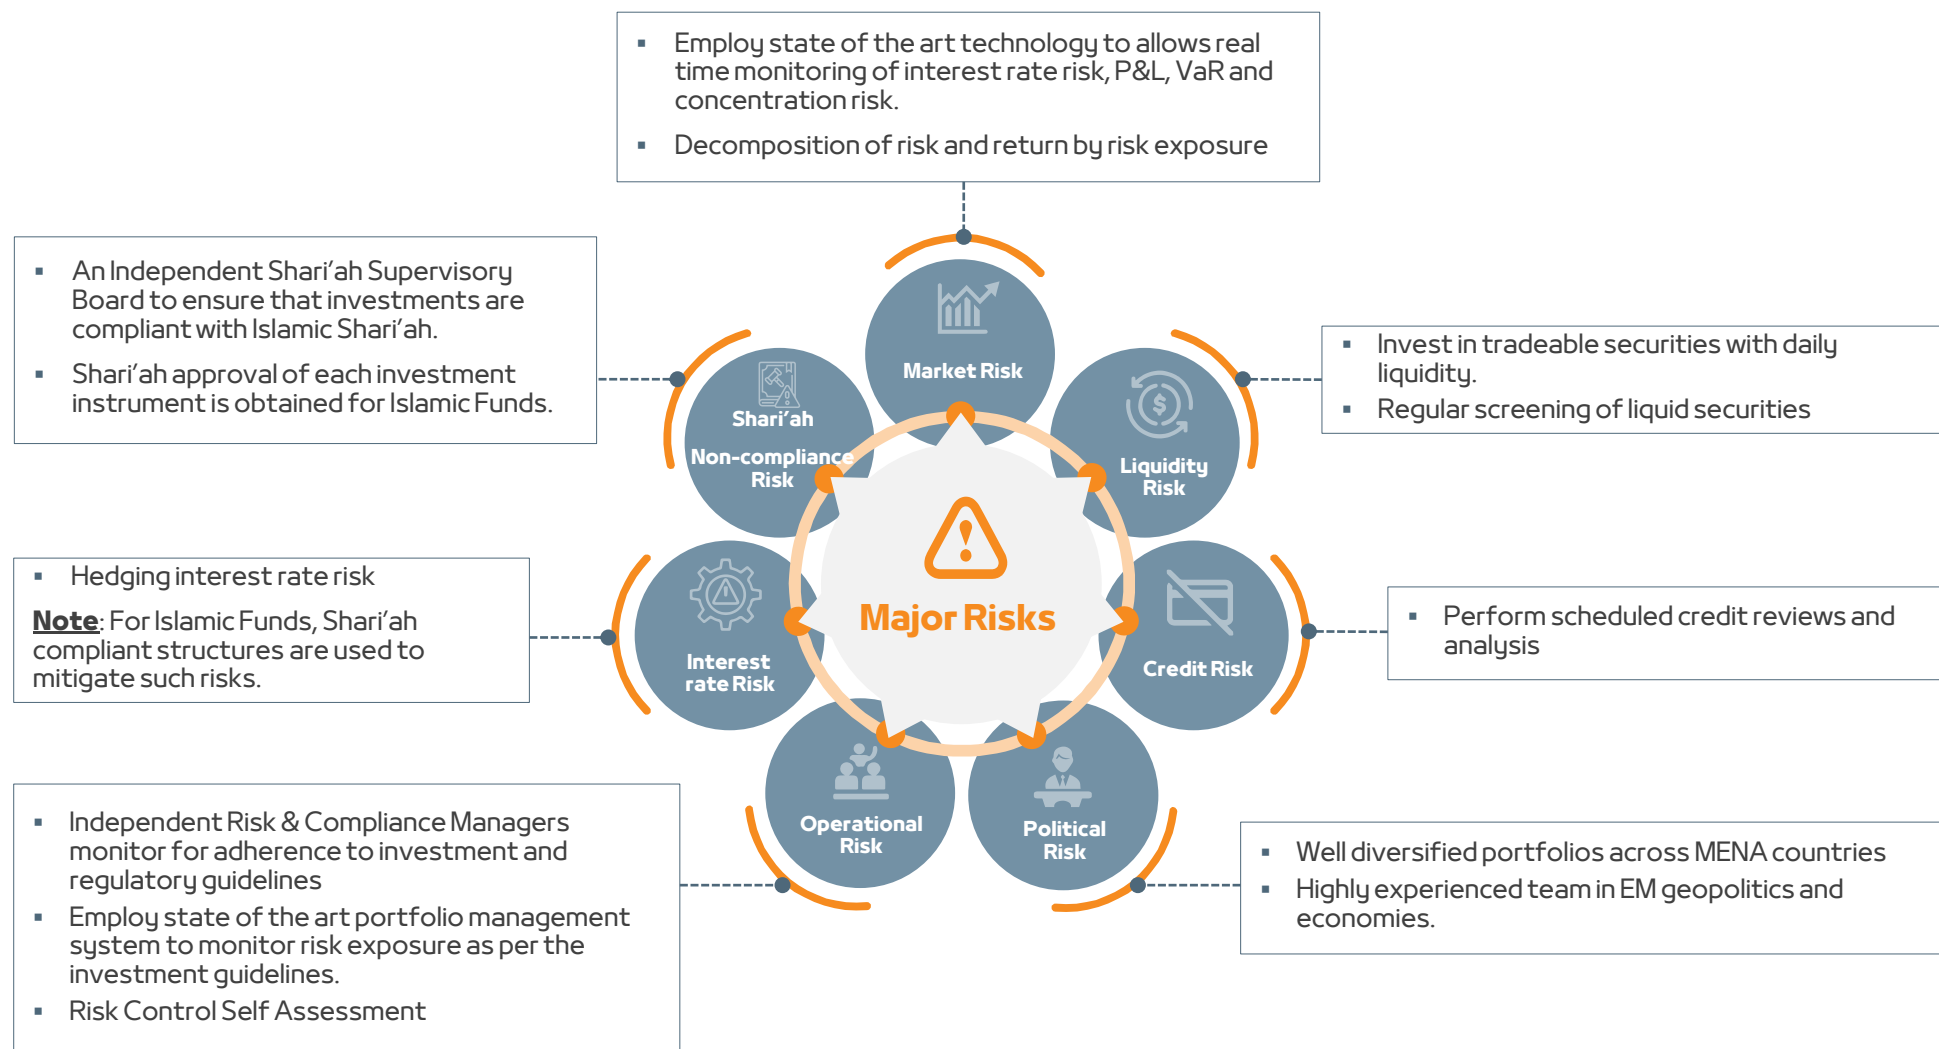 ▪ Employ state of the art technology to allows real
time monitoring of interest rate risk, P&L, VaR and
concentration risk.
▪ Decomposition of risk and return by risk exposure
▪ An Independent Shari’ah Supervisory
Board to ensure that investments are
compliant with Islamic Shari’ah.
▪ Shari’ah approval of each investment
instrument is obtained for Islamic Funds.
▪ Invest in tradeable securities with daily
liquidity.
▪ Regular screening of liquid securities
Market Risk
Shari’ah
Non-compliance
Risk
Liquidity
Risk
▪ Hedging interest rate risk
Note: For Islamic Funds, Shari’ah
compliant structures are used to
mitigate such risks.
Major Risks
Interest
rate Risk
Credit Risk
▪ Perform scheduled credit reviews and
analysis
▪ Independent Risk & Compliance Managers
monitor for adherence to investment and
regulatory guidelines
▪ Employ state of the art portfolio management
system to monitor risk exposure as per the
investment guidelines.
▪ Risk Control Self Assessment
Operational
Risk
Political
Risk
▪ Well diversified portfolios across MENA countries
▪ Highly experienced team in EM geopolitics and
economies.